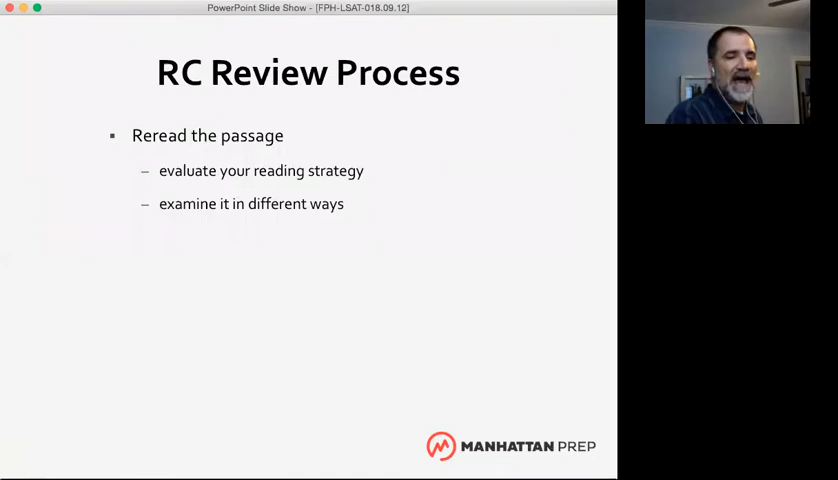 PowerPoint Slide Show - [FPH-LSAT-018.09.12]
RC Review Process
▪ Reread the passage
– evaluate your reading strategy
– examine it in different ways
MANHATTAN PREP